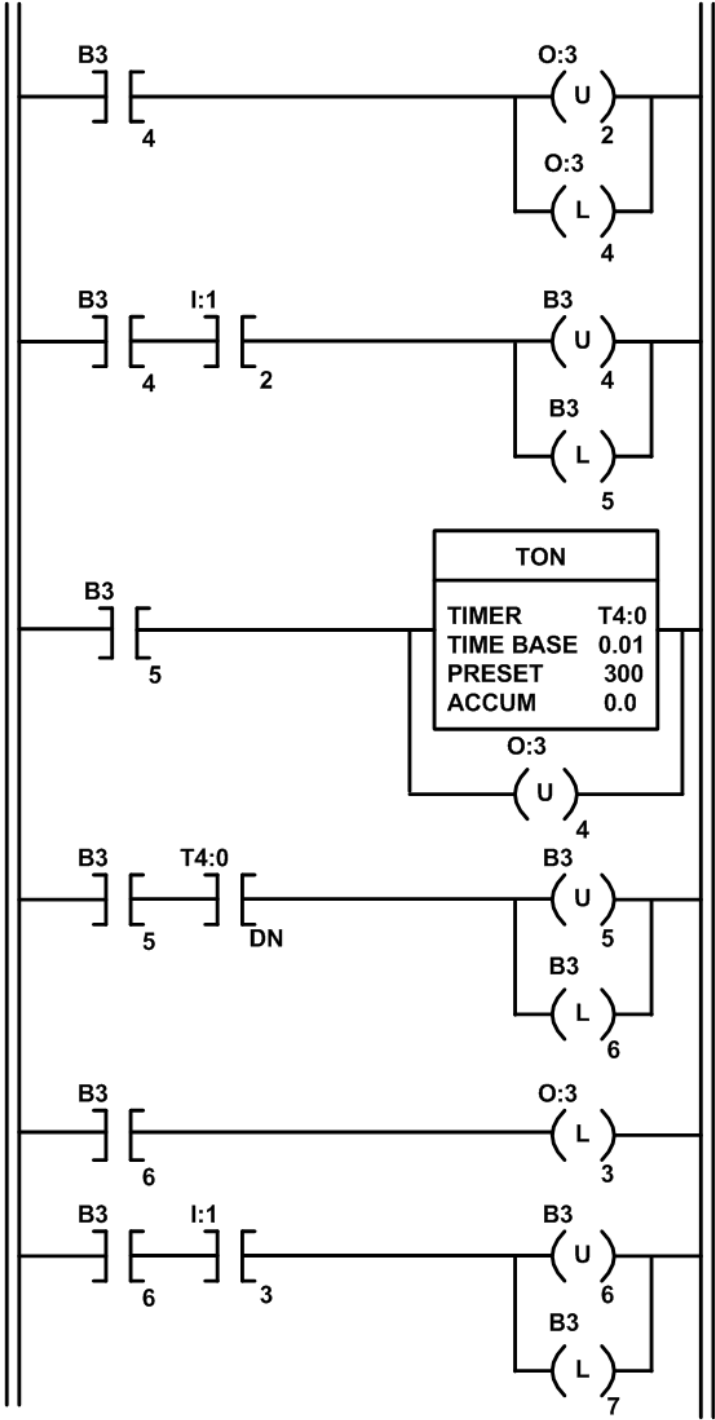 B3 O:3
U
4 2
O:3
L
4
B3 I:1 B3
U
4 2 4
B3
L
5
TON
B3
TIMER T4:0
TIME BASE 0.01
5 PRESET 300
ACCUM 0.0
O:3
U
4
B3 T4:0 B3
U
5 DN 5
B3
L
6
B3 O:3
L
6 3
B3 I:1 B3
U
6 3 6
B3
L
7